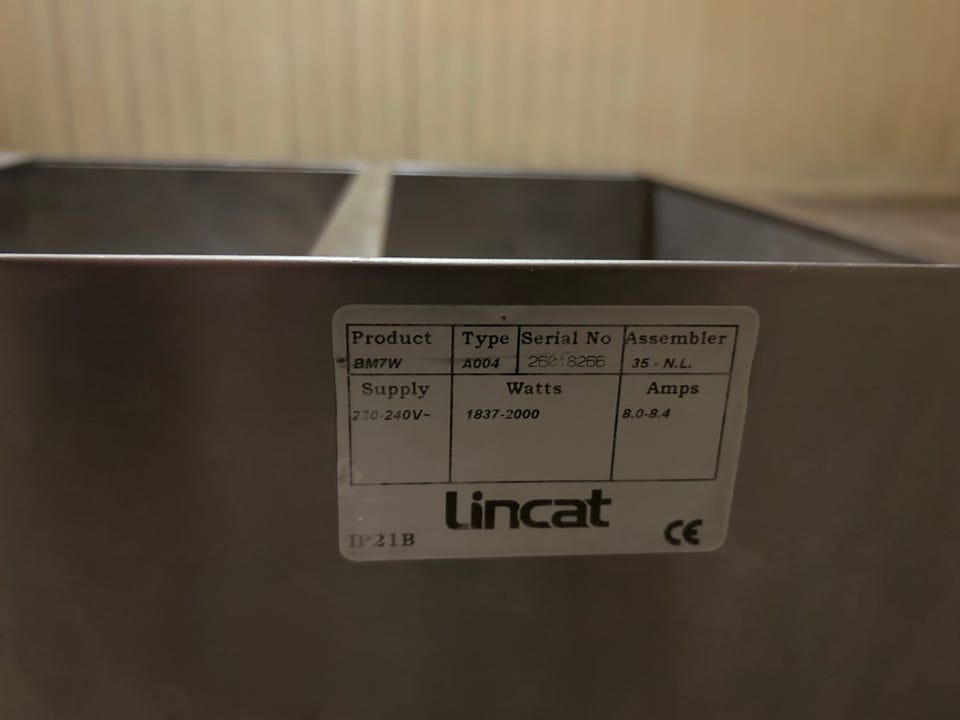 Product Type Serial No Assembler
BM7W A004 26018266 35 - N.L.
Supply Watts Amps
230-240V~ 1837-2000 8.0-8.4
Lincat
IP21B CE